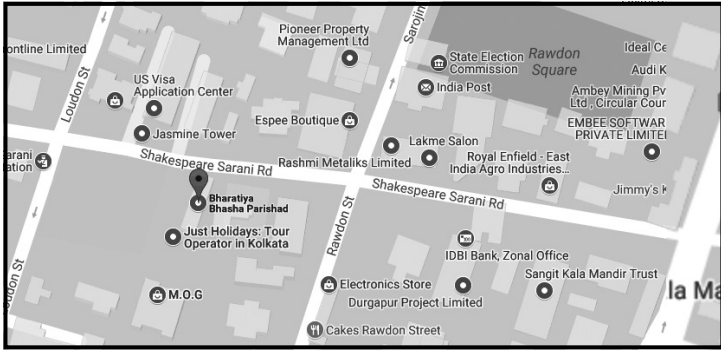 Pioneer Property
Management Ltd
Sarojin
State Election
Commission
Rawdon
Square
Ideal Ce
Audi K
rontline Limited
Loudon St
US Visa
Application Center
India Post
Ambey Mining Pv
Ltd , Circular Cour
Espee Boutique
EMBEE SOFTWAR
PRIVATE LIMITE
Jasmine Tower
Lakme Salon
arani
ation
Shakespeare Sarani Rd
Rashmi Metaliks Limited
Royal Enfield - East
India Agro Industries...
Shakespeare Sarani Rd
Jimmy's K
Bharatiya
Bhasha Parishad
Just Holidays: Tour
Operator in Kolkata
Rawdon St
IDBI Bank, Zonal Office
Sangit Kala Mandir Trust
oudon St
M.O.G
Electronics Store
Durgapur Project Limited
la Ma
Cakes Rawdon Street